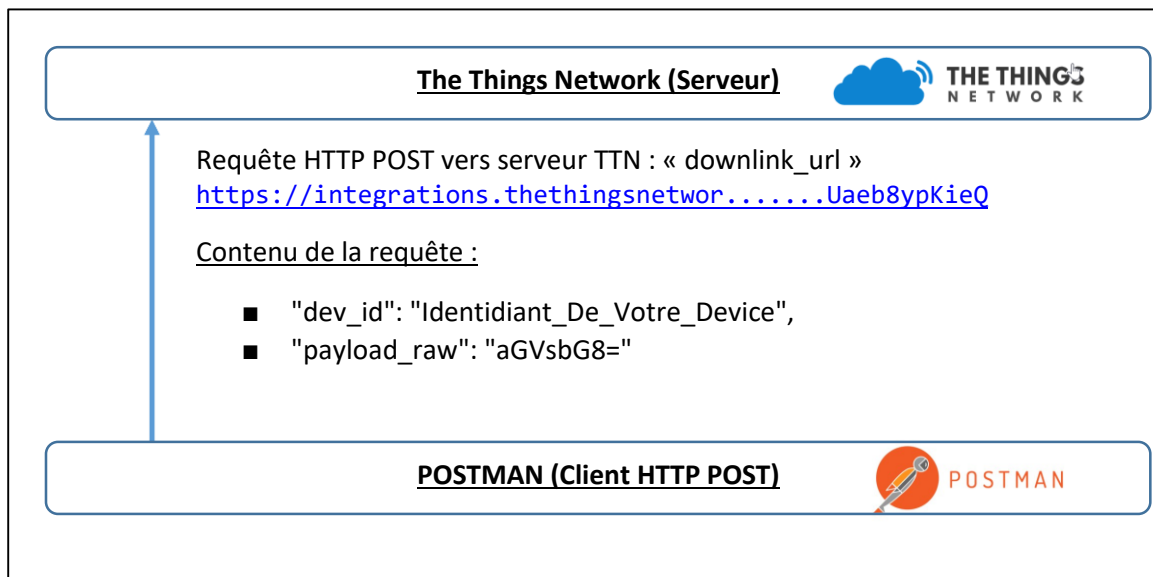 The Things Network (Serveur)
THE THINGS
NETWORK
Requête HTTP POST vers serveur TTN : « downlink_url »
https://integrations.thethingsnetwor.......Uaeb8ypKieQ
Contenu de la requête :
■ "dev_id": "Identidiant_De_Votre_Device",
■ "payload_raw": "aGVsbG8="
POSTMAN (Client HTTP POST)
POSTMAN